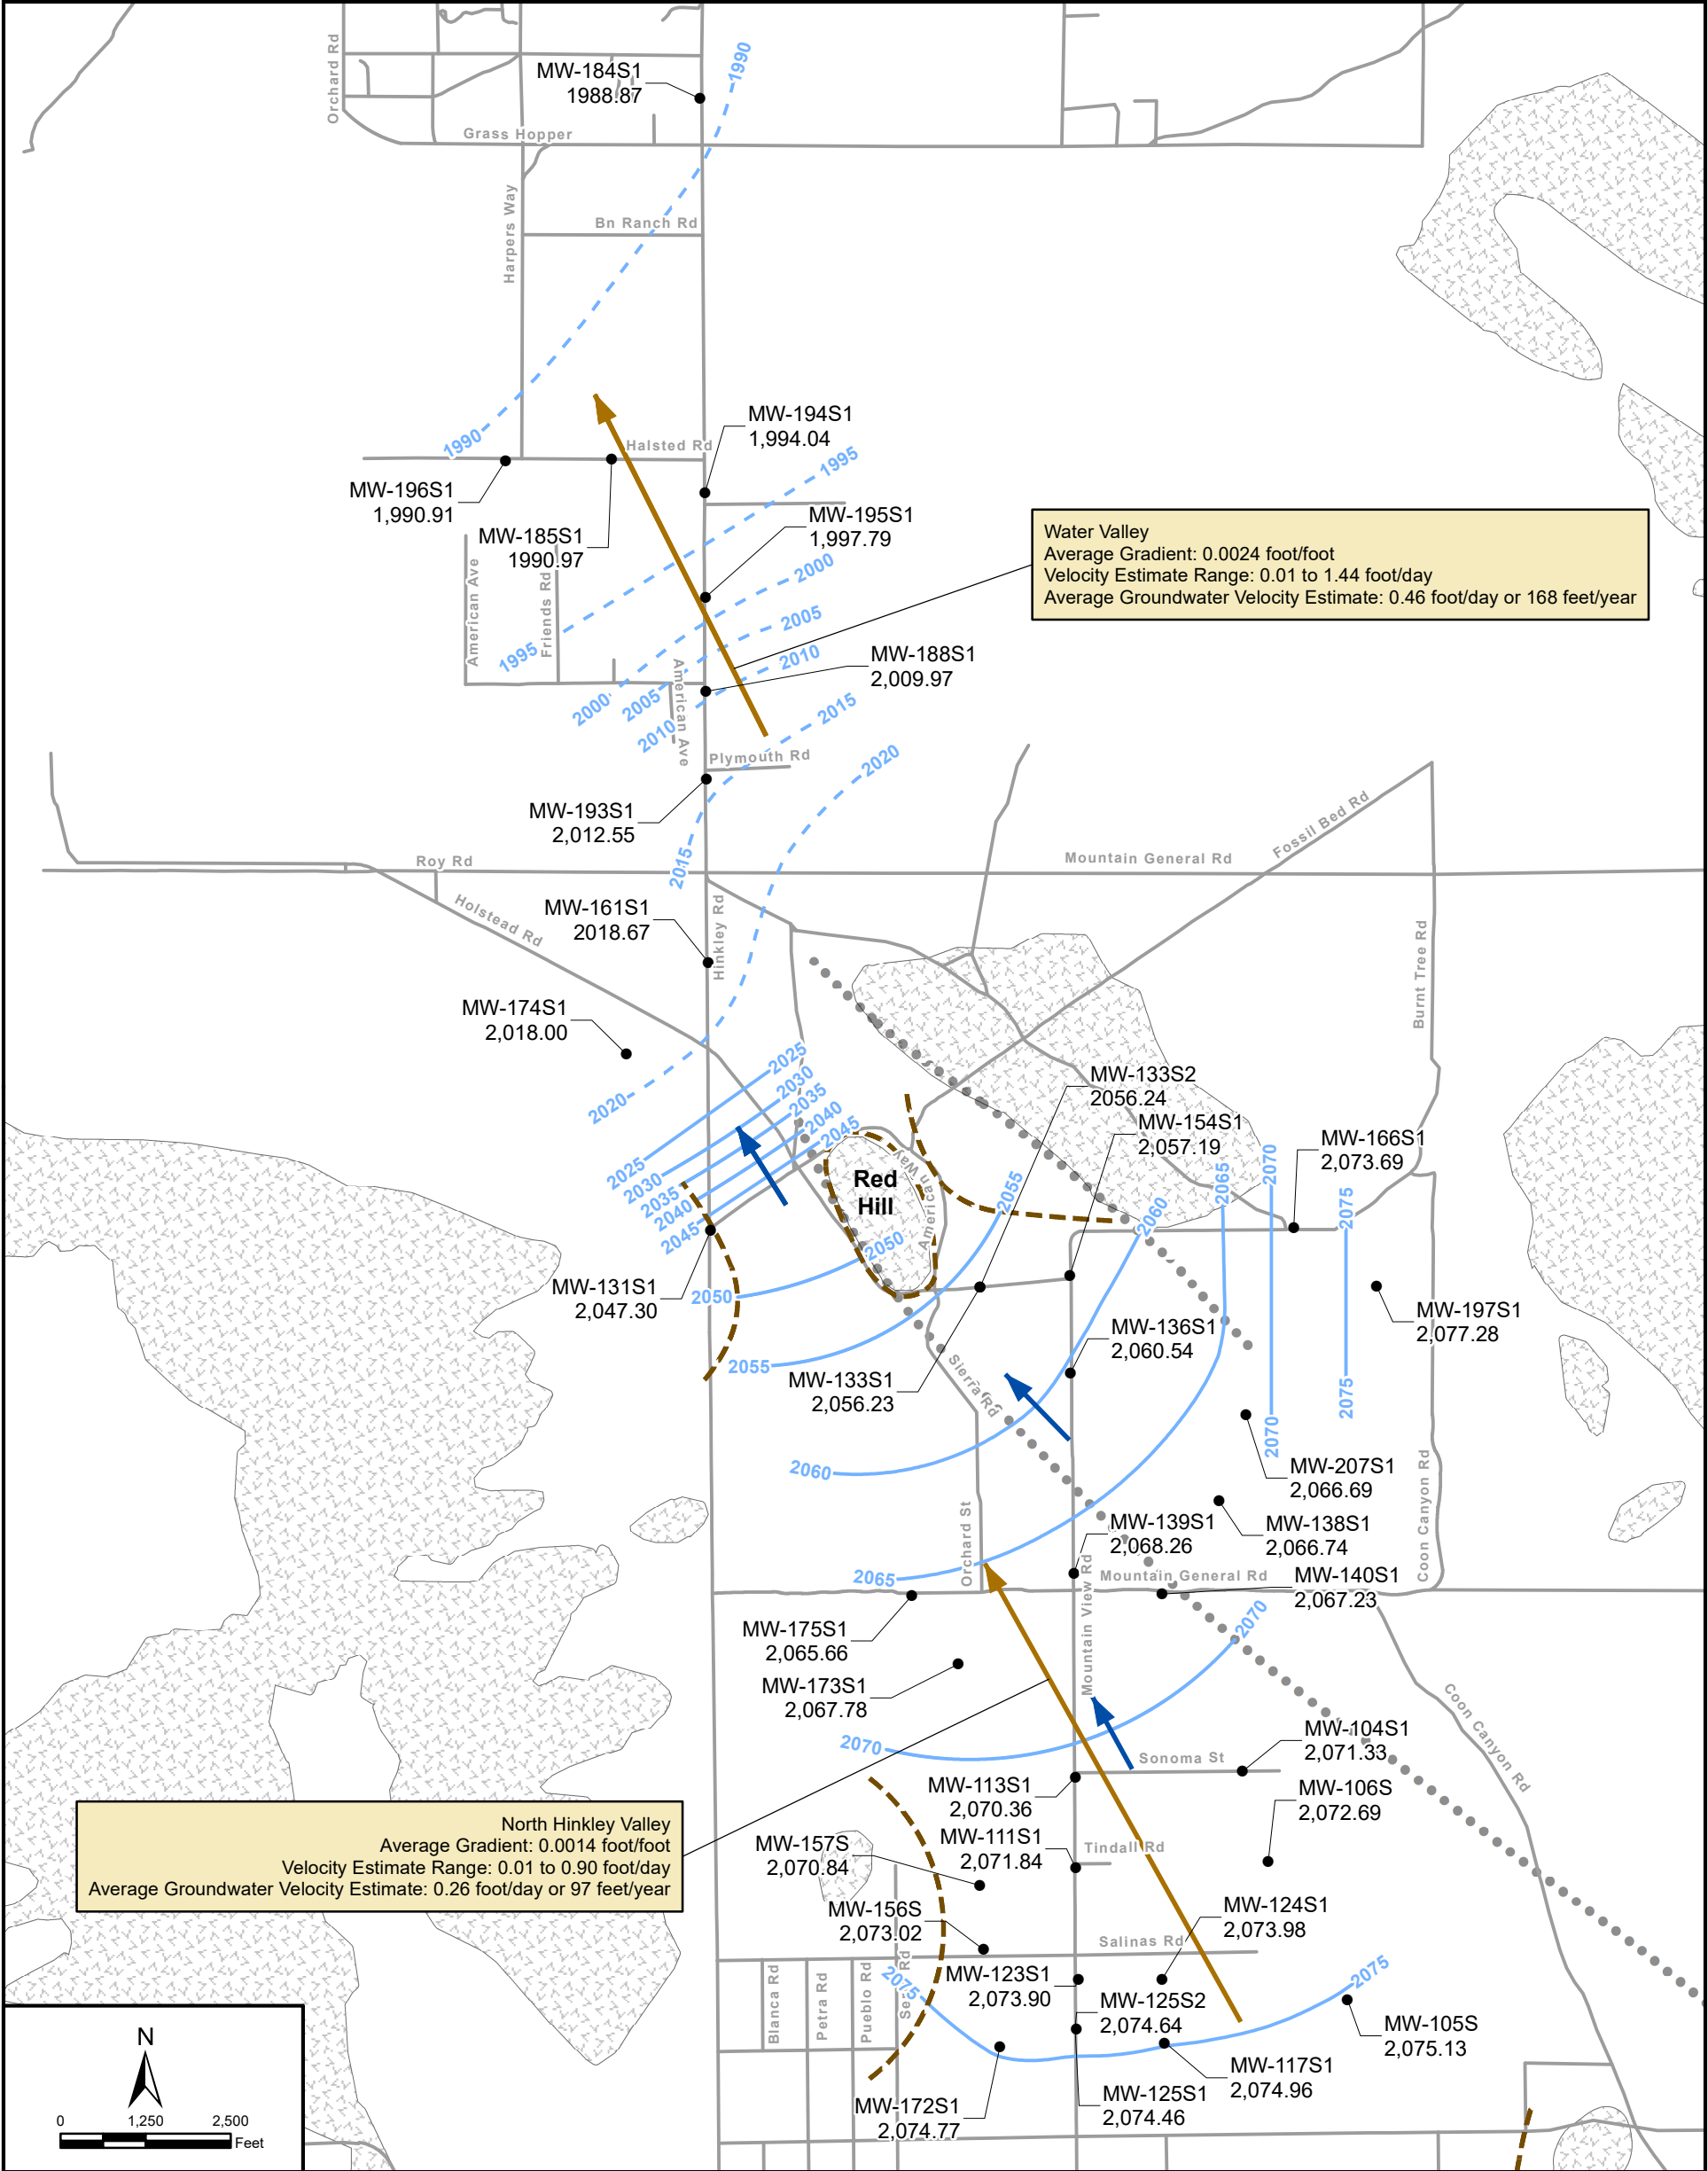 Orchard Rd
MW-184S1
1988.87
1990
Grass Hopper
Harpers Way
Bn Ranch Rd
1990
Halsted Rd
MW-194S1
1,994.04
1995
MW-196S1
1,990.91
MW-185S1
1990.97
MW-195S1
1,997.79
Water Valley
Average Gradient: 0.0024 foot/foot
Velocity Estimate Range: 0.01 to 1.44 foot/day
Average Groundwater Velocity Estimate: 0.46 foot/day or 168 feet/year
American Ave
Friends Rd
2000
2005
2010
1995
2000
2005
2010
American Ave
MW-188S1
2,009.97
2015
Plymouth Rd
2020
MW-193S1
2,012.55
2015
Roy Rd
Mountain General Rd
Fossil Bed Rd
Holstead Rd
MW-161S1
2018.67
Hinkley Rd
Burnt Tree Rd
MW-174S1
2,018.00
2020
2025
2030
2035
2040
2045
2025
2030
2035
2040
2045
MW-133S2
2056.24
MW-154S1
2,057.19
MW-166S1
2,073.69
Red
Hill
American Way
2055
2060
2065
2070
2075
2050
2050
MW-131S1
2,047.30
MW-197S1
2,077.28
MW-136S1
2,060.54
2055
MW-133S1
2,056.23
Sierra Rd
2075
2070
2060
MW-207S1
2,066.69
Coon Canyon Rd
Orchard St
MW-139S1
2,068.26
MW-138S1
2,066.74
2065
Mountain General Rd
MW-140S1
2,067.23
Mountain View Rd
2070
MW-175S1
2,065.66
MW-173S1
2,067.78
2070
Coon Canyon Rd
Sonoma St
MW-104S1
2,071.33
MW-113S1
2,070.36
MW-106S
2,072.69
North Hinkley Valley
Average Gradient: 0.0014 foot/foot
Velocity Estimate Range: 0.01 to 0.90 foot/day
Average Groundwater Velocity Estimate: 0.26 foot/day or 97 feet/year
MW-157S
2,070.84
MW-111S1
2,071.84
Tindall Rd
MW-156S
2,073.02
MW-124S1
2,073.98
Salinas Rd
Blanca Rd
Petra Rd
Pueblo Rd
2075
MW-123S1
2,073.90
MW-125S2
2,074.64
2075
MW-105S
2,075.13
MW-117S1
2,074.96
MW-172S1
2,074.77
MW-125S1
2,074.46
N
0 1,250 2,500
Feet